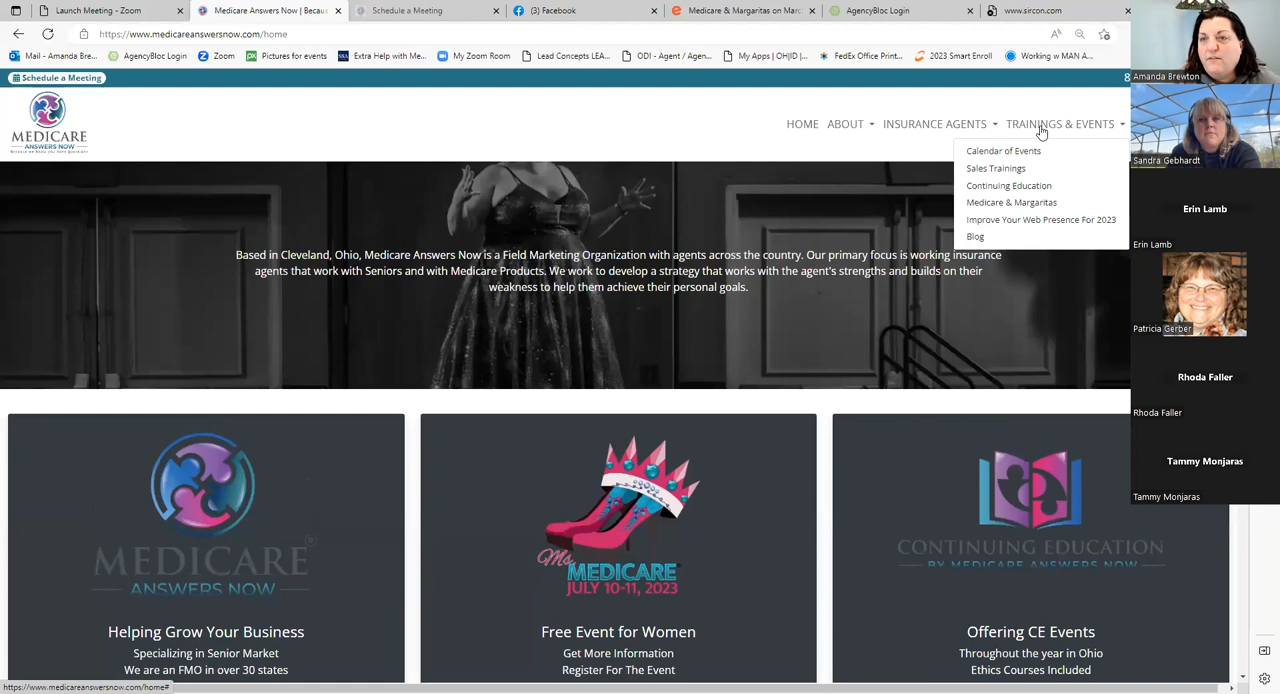 Launch Meeting - Zoom
Medicare Answers Now | Becau
Schedule a Meeting
(3) Facebook
Medicare & Margaritas on Marc
AgencyBloc Login
www.sircon.com
https://www.medicareanswersnow.com/home
Mail - Amanda Bre...
AgencyBloc Login
Zoom
Pictures for events
Extra Help with Me...
My Zoom Room
Lead Concepts LEA...
ODI - Agent / Agen...
My Apps | OH|ID |...
FedEx Office Print...
2023 Smart Enroll
Working w MAN A...
Schedule a Meeting
8
MEDICARE
ANSWERS NOW
HOME
ABOUT
INSURANCE AGENTS
TRAININGS & EVENTS
Calendar of Events
Sales Trainings
Continuing Education
Medicare & Margaritas
Improve Your Web Presence For 2023
Blog
Based in Cleveland, Ohio, Medicare Answers Now is a Field Marketing Organization with agents across the country. Our primary focus is working insurance
agents that work with Seniors and with Medicare Products. We work to develop a strategy that works with the agent's strengths and builds on their
weakness to help them achieve their personal goals.
MEDICARE
ANSWERS NOW
Helping Grow Your Business
Specializing in Senior Market
We are an FMO in over 30 states
Ms.
MEDICARE
JULY 10-11, 2023
Free Event for Women
Get More Information
Register For The Event
CONTINUING EDUCATION
BY MEDICARE ANSWERS NOW
Offering CE Events
Throughout the year in Ohio
Ethics Courses Included
Amanda Brewton
Sandra Gebhardt
Erin Lamb
Erin Lamb
Patricia Gerber
Rhoda Faller
Rhoda Faller
Tammy Monjaras
Tammy Monjaras
https://www.medicareanswersnow.com/home#